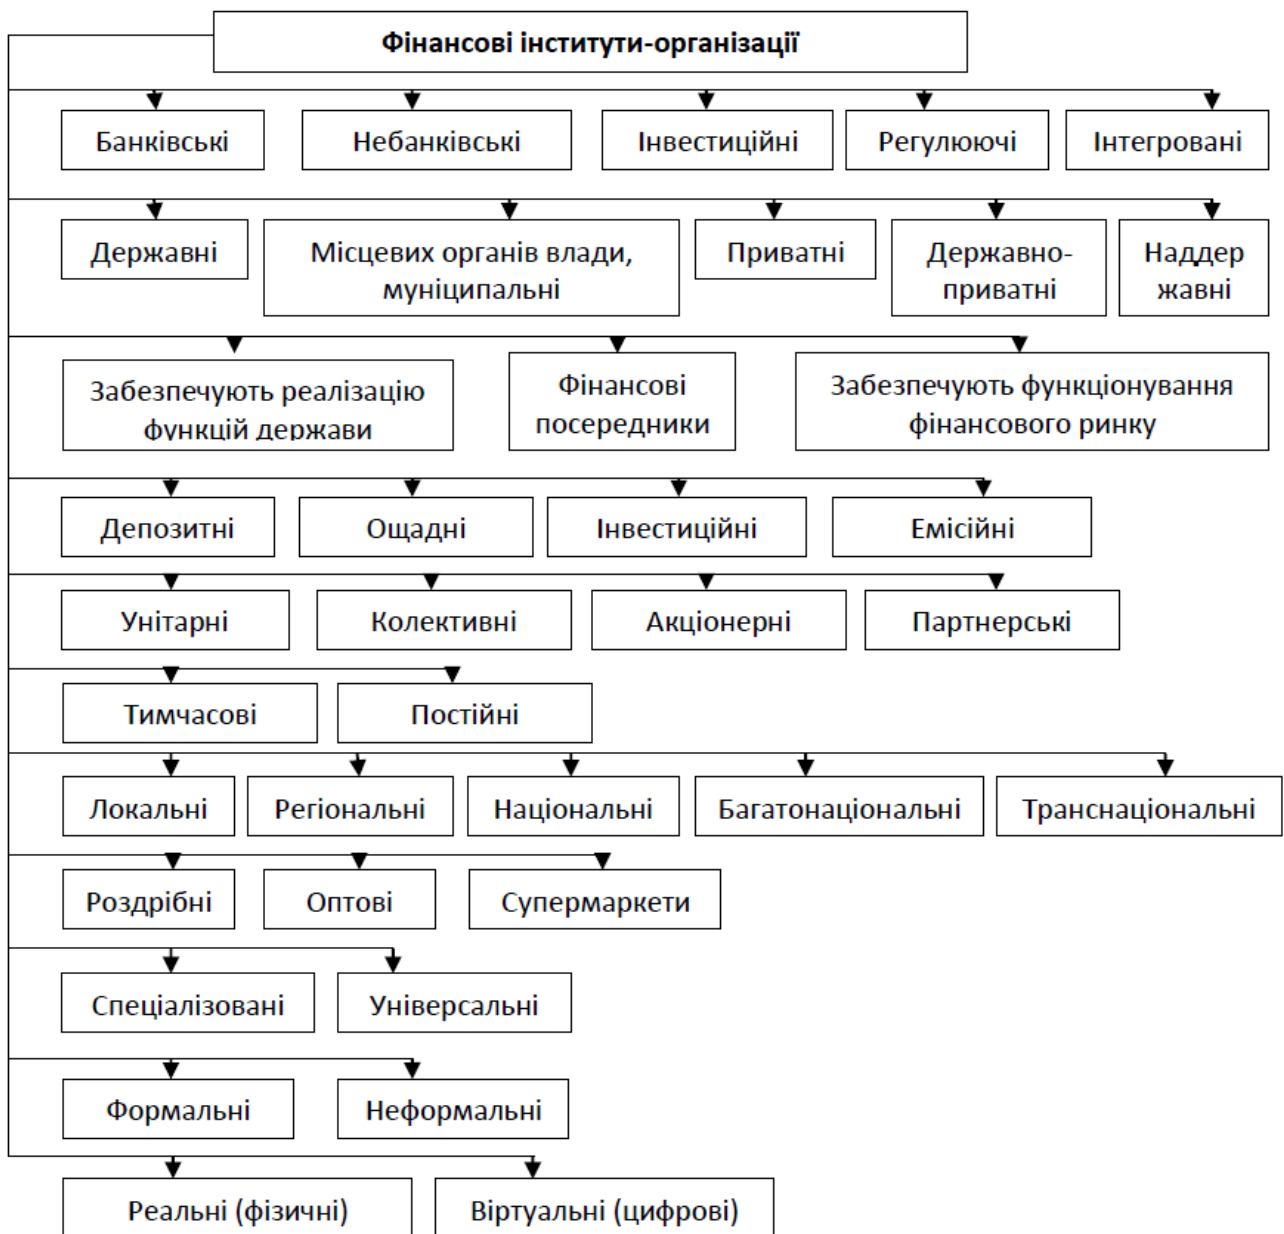 Фінансові інститути-організації
Банківські
Небанківські
Інвестиційні
Регулюючі
Інтегровані
Державні
Місцевих органів влади,
муніципальні
Приватні
Державно-
приватні
Наддер
жавні
Забезпечують реалізацію
функцій держави
Фінансові
посередники
Забезпечують функціонування
фінансового ринку
Депозитні
Ощадні
Інвестиційні
Емісійні
Унітарні
Колективні
Акціонерні
Партнерські
Тимчасові
Постійні
Локальні
Регіональні
Національні
Багатонаціональні
Транснаціональні
Роздрібні
Оптові
Супермаркети
Спеціалізовані
Універсальні
Формальні
Неформальні
Реальні (фізичні)
Віртуальні (цифрові)